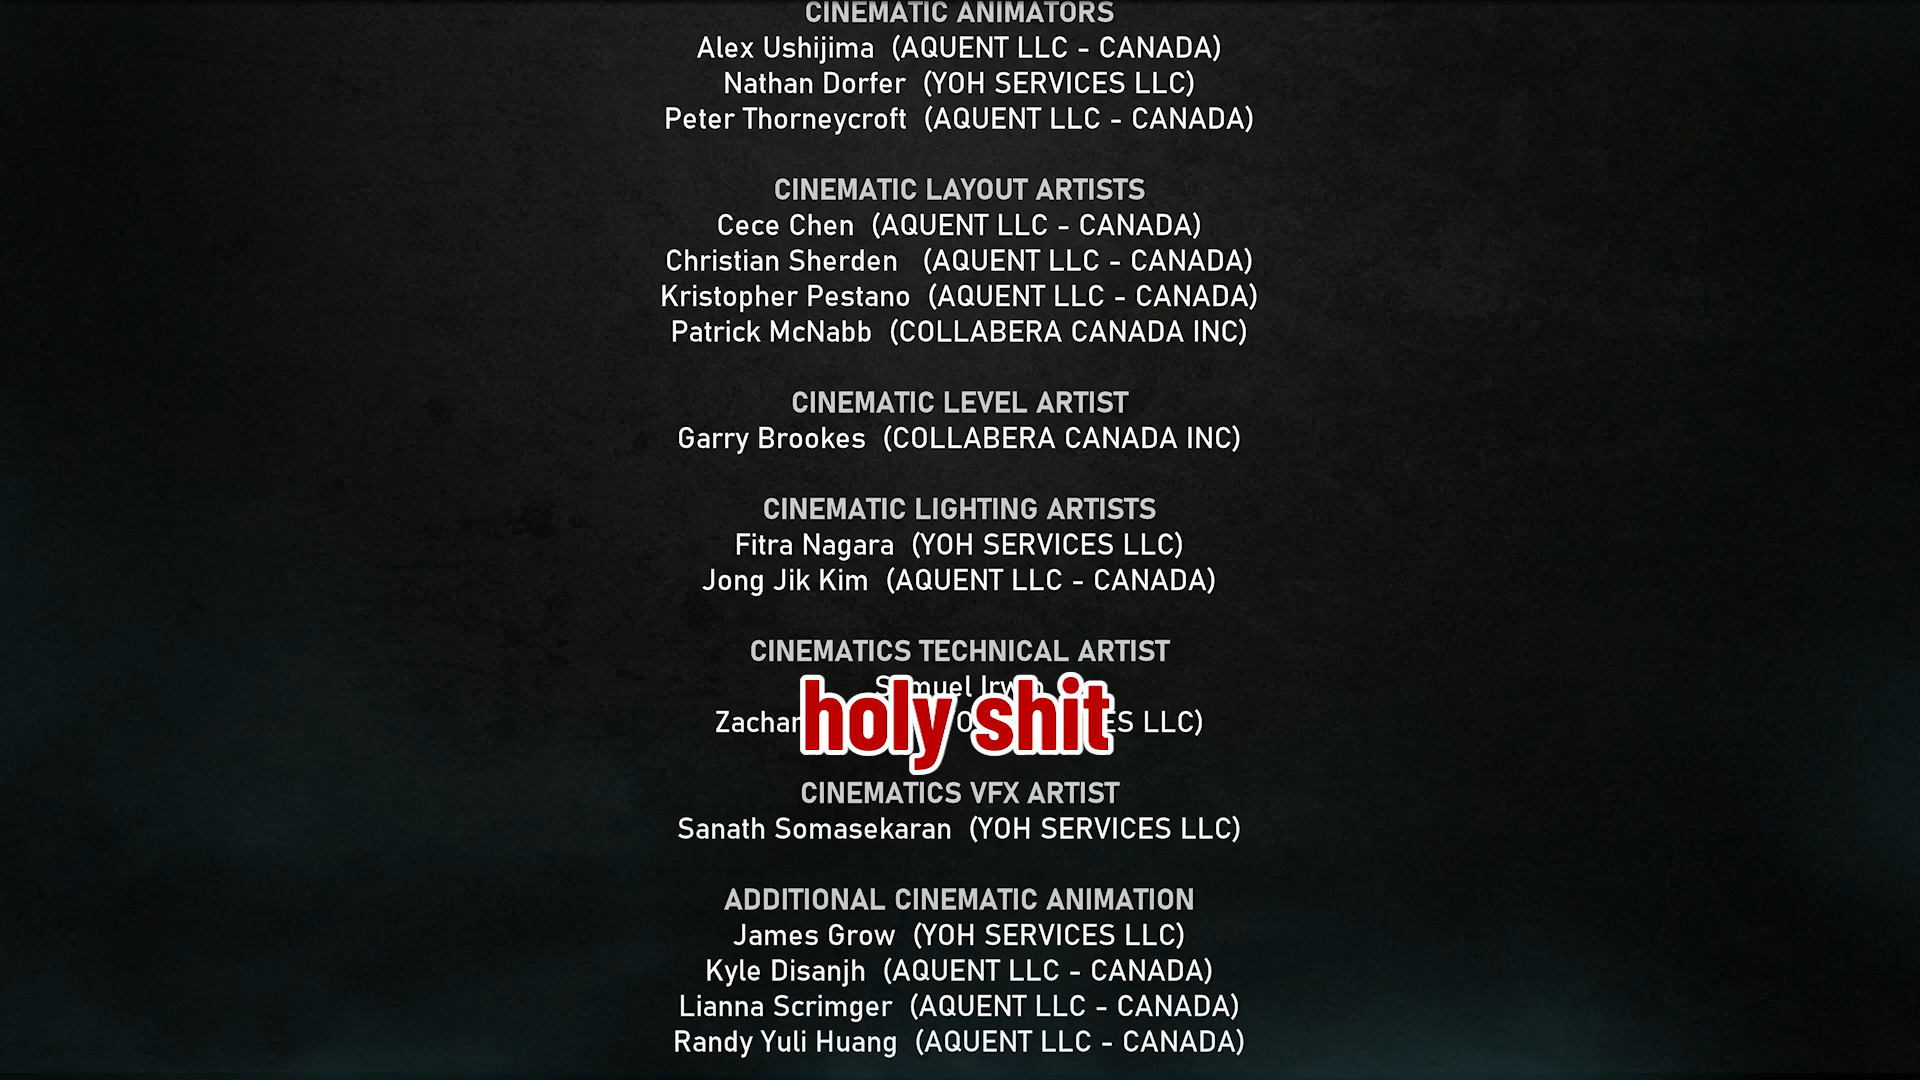 CINEMATIC ANIMATORS
Alex Ushijima (AQUENT LLC - CANADA)
Nathan Dorfer (YOH SERVICES LLC)
Peter Thorneycroft (AQUENT LLC - CANADA)
CINEMATIC LAYOUT ARTISTS
Cece Chen (AQUENT LLC - CANADA)
Christian Sherden (AQUENT LLC - CANADA)
Kristopher Pestano (AQUENT LLC - CANADA)
Patrick McNabb (COLLABERA CANADA INC)
CINEMATIC LEVEL ARTIST
Garry Brookes (COLLABERA CANADA INC)
CINEMATIC LIGHTING ARTISTS
Fitra Nagara (YOH SERVICES LLC)
Jong Jik Kim (AQUENT LLC - CANADA)
CINEMATICS TECHNICAL ARTIST
holy shit
LLC)
CINEMATICS VFX ARTIST
Sanath Somasekaran (YOH SERVICES LLC)
ADDITIONAL CINEMATIC ANIMATION
James Grow (YOH SERVICES LLC)
Kyle Disanjh (AQUENT LLC - CANADA)
Lianna Scrimger (AQUENT LLC - CANADA)
Randy Yuli Huang (AQUENT LLC - CANADA)